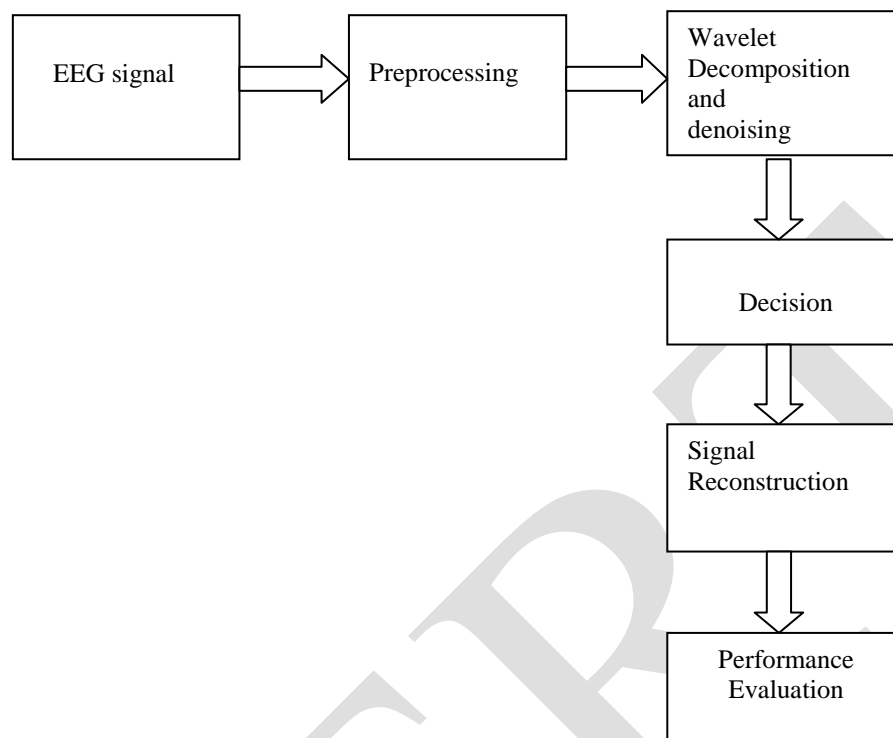 EEG signal
Preprocessing
Wavelet
Decomposition
and
denoising
Decision
Signal
Reconstruction
Performance
Evaluation